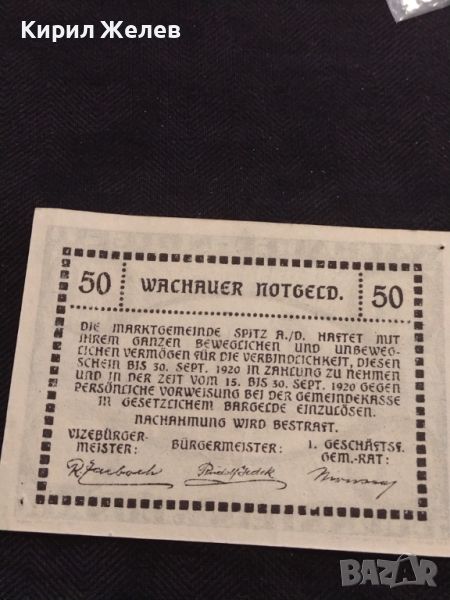 Кирил Желев
50 WACHAUER NOTGELD. 50
DIE MARKTGEMEINDE SPITZ A./D. HAFTET MIT
IHREM GANZEN BEWEGLICHEN UND UNBEWEG-
LICHEN VERMÖGEN FÜR DIE VERBINDLICHKEIT, DIESEN
SCHEIN BIS 30. SEPT. 1920 IN ZAHLUNG ZU NEHMEN
UND IN DER ZEIT VOM 15. BIS 30. SEPT. 1920 GEGEN
PERSÖNLICHE VORWEISUNG BEI DER GEMEINDEKASSE
IN GESETZLICHEM BARGELDE EINZULÖSEN.
NACHAHMUNG WIRD BESTRAFT.
VIZEBÜRGER-
MEISTER:
BÜRGERMEISTER:
1. GESCHÄFTSF.
GEM.-RAT:
BAZAR